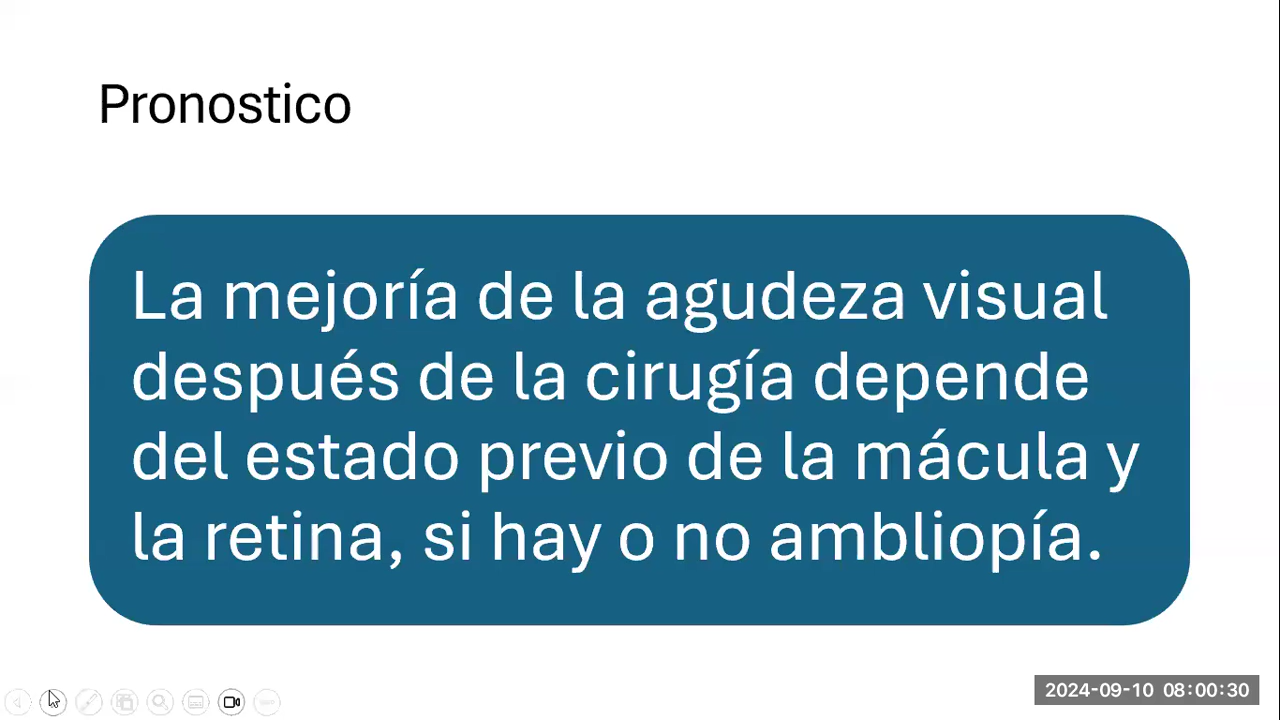 Pronostico
La mejoría de la agudeza visual
después de la cirugía depende
del estado previo de la mácula y
la retina, si hay o no ambliopía.
2024-09-10 08:00:30